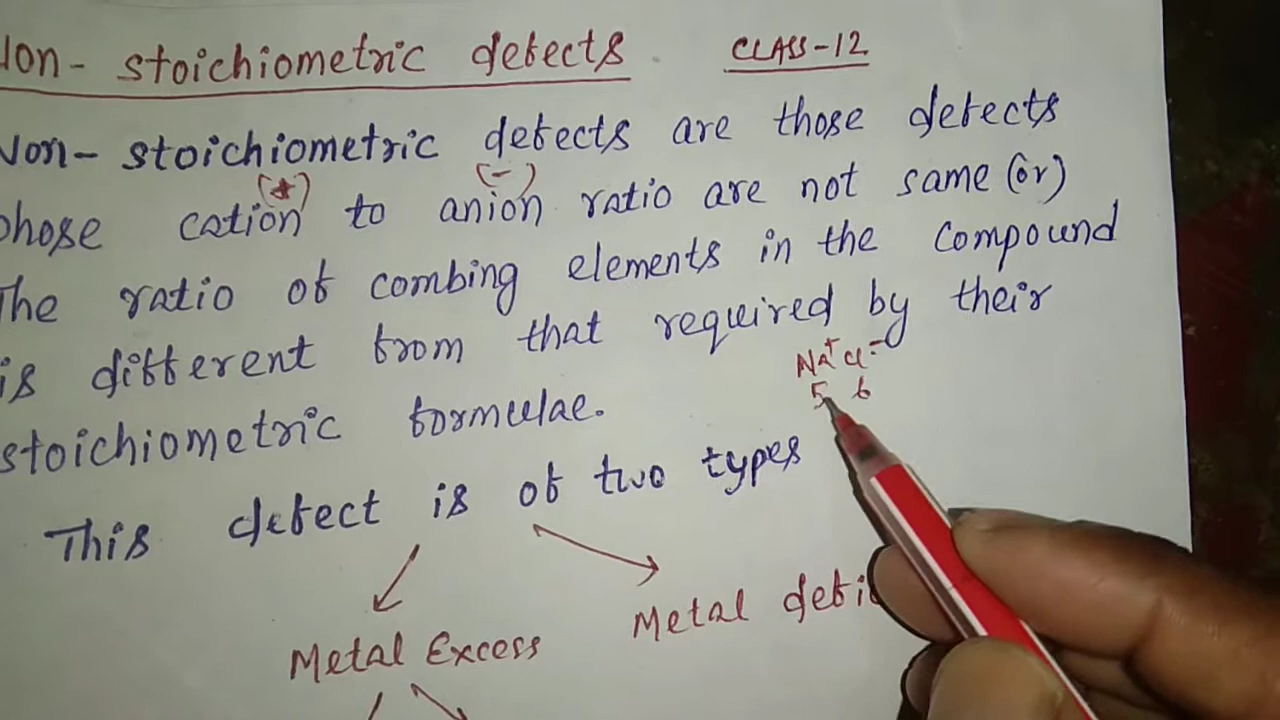 Non- stoichiometric defects CLASS-12
Non- stoichiometric defects are those defects
(+) (-)
whose cation to anion ratio are not same (or)
The ratio of combing elements in the compound
is different from that required by their
Na+ Cl-
5 6
stoichiometric formulae.
This defect is of two types
Metal Excess Metal defi